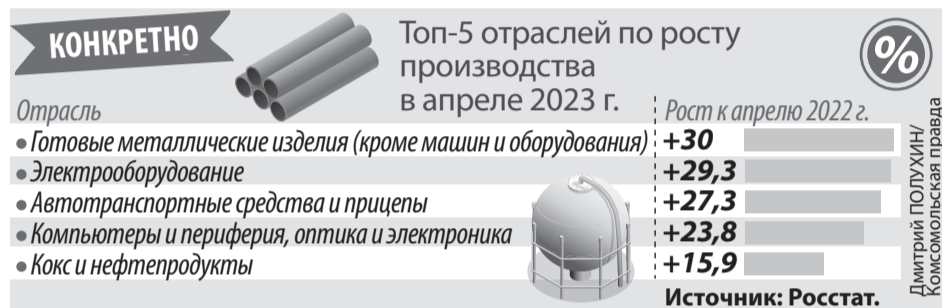 КОНКРЕТНО
Топ-5 отраслей по росту
производства
в апреле 2023 г.
%
Отрасль
Рост к апрелю 2022 г.
• Готовые металлические изделия (кроме машин и оборудования) +30
• Электрооборудование +29,3
• Автотранспортные средства и прицепы +27,3
• Компьютеры и периферия, оптика и электроника +23,8
• Кокс и нефтепродукты +15,9
Источник: Росстат.
Дмитрий ПОЛУХИН/
Комсомольская правда